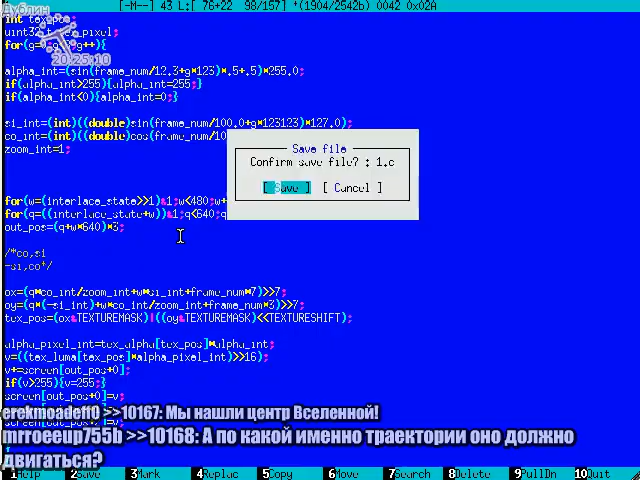 [-M--] 43 L:[ 76+22 98/157] *(1904/2542b) 0042 0x02A
Дублин
int tex_pos;
uint32_t tex_pixel;
20:25:10
alpha_int=(sin(frame_num/12.3+g*123)*.5+.5)*255.0;
if(alpha_int>255){alpha_int=255;}
if(alpha_int<0){alpha_int=0;}
si_int=(int)((double)sin(frame_num/100.0+g*123123)*127.0);
co_int=(int)((double)cos(frame_num/10
zoom_int=1;
Save file
Confirm save file? : 1.c
[ Save ] [ Cancel ]
for(w=(interlace_state>>1)&1;w<480;w+
for(q=((interlace_state+w))&1;q<640;q
out_pos=(q+w*640)*3;
/*co,si
-si,co*/
ox=(q*co_int/zoom_int+w*si_int+frame_num*7)>>7;
oy=(q*(-si_int)+w*co_int/zoom_int+frame_num*3)>>7;
tex_pos=(ox&TEXTUREMASK)|((oy&TEXTUREMASK)<<TEXTURESHIFT);
alpha_pixel_int=tex_alpha[tex_pos]*alpha_int;
v=((tex_luma[tex_pos]*alpha_pixel_int)>>16);
v+=screen[out_pos+0];
if(v>255){v=255;}
screen[out_pos+0]=v;
erekmoadeff0 >>10167: Мы нашли центр Вселенной!
mrroeeup755b >>10168: А по какой именно траектории оно должно
двигаться?
1Help 2Save 3Mark 4Replac 5Copy 6Move 7Search 8Delete 9PullDn 10Quit